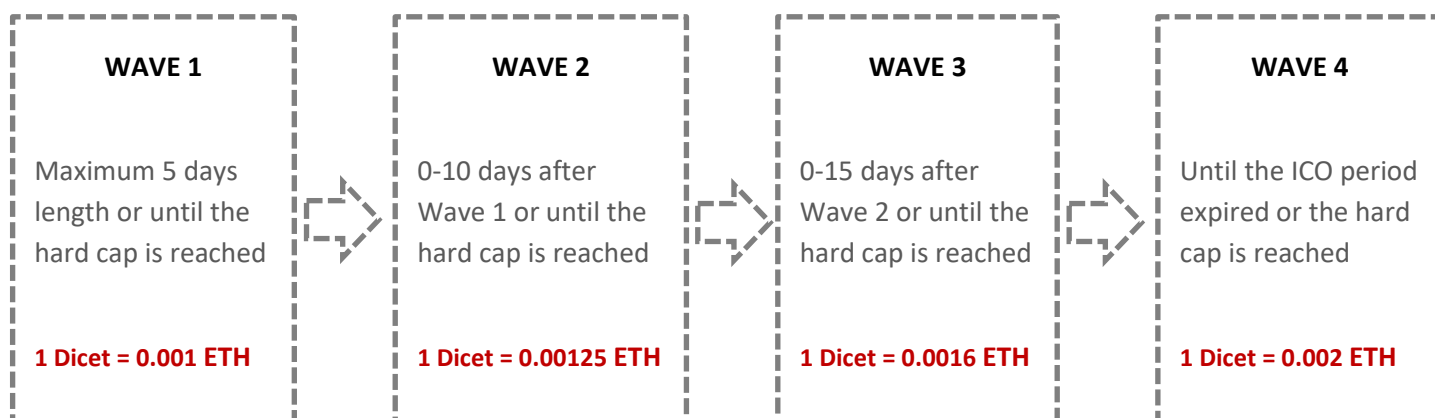 WAVE 1
Maximum 5 days
length or until the
hard cap is reached
1 Dicet = 0.001 ETH
WAVE 2
0-10 days after
Wave 1 or until the
hard cap is reached
1 Dicet = 0.00125 ETH
WAVE 3
0-15 days after
Wave 2 or until the
hard cap is reached
1 Dicet = 0.0016 ETH
WAVE 4
Until the ICO period
expired or the hard
cap is reached
1 Dicet = 0.002 ETH